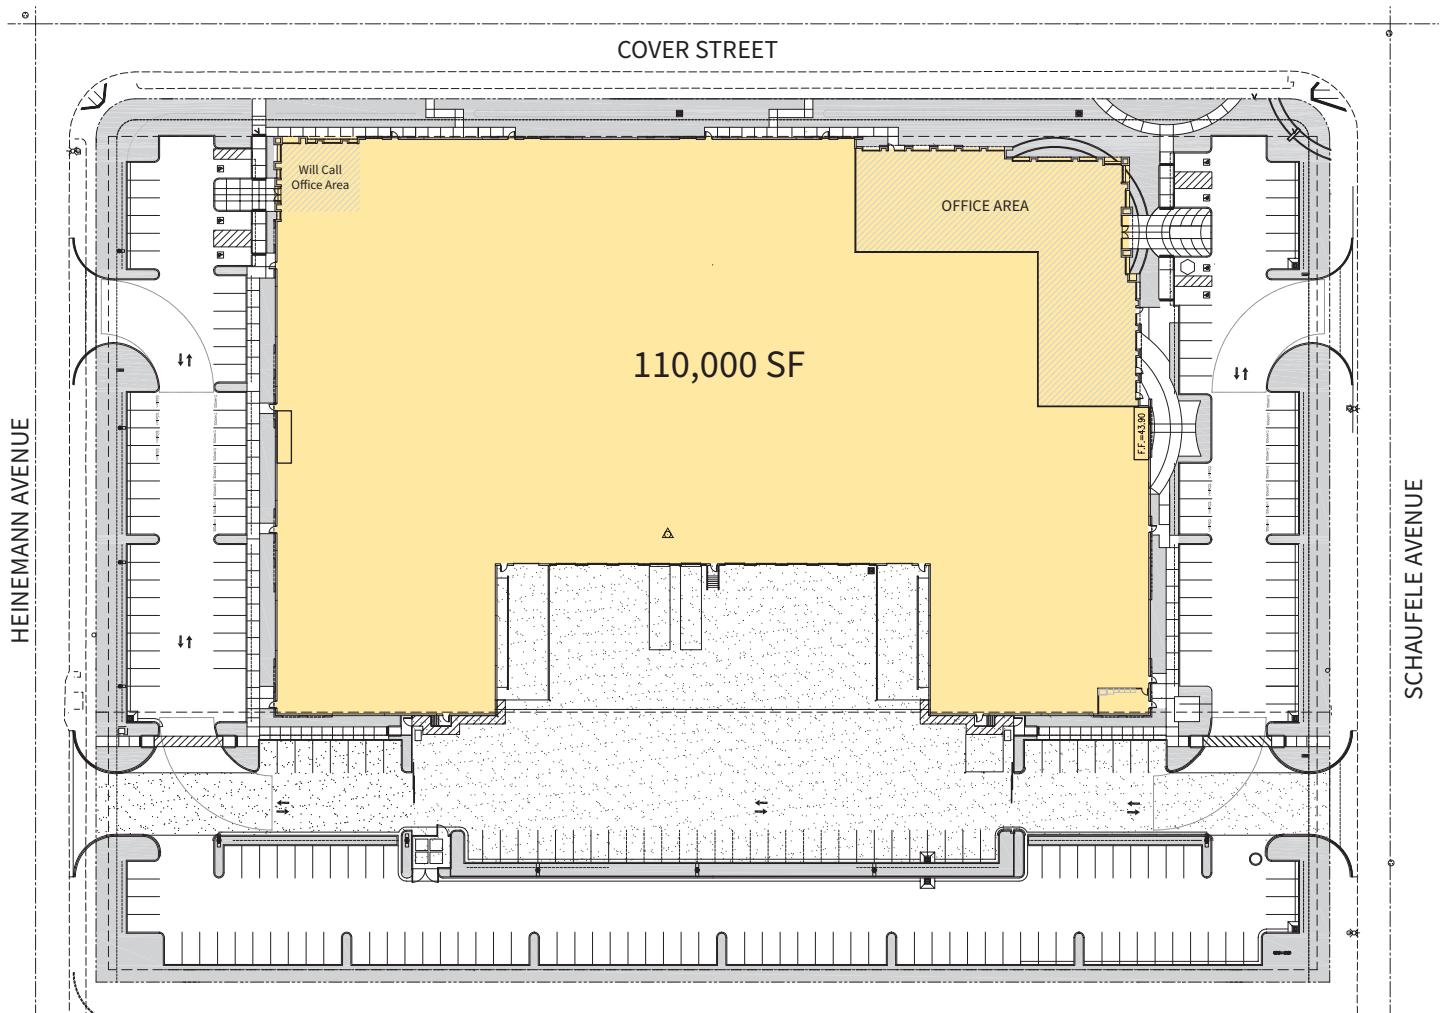 COVER STREET
Will Call
Office Area
OFFICE AREA
110,000 SF
F.F.=43.90
HEINEMANN AVENUE
SCHAUFELE AVENUE